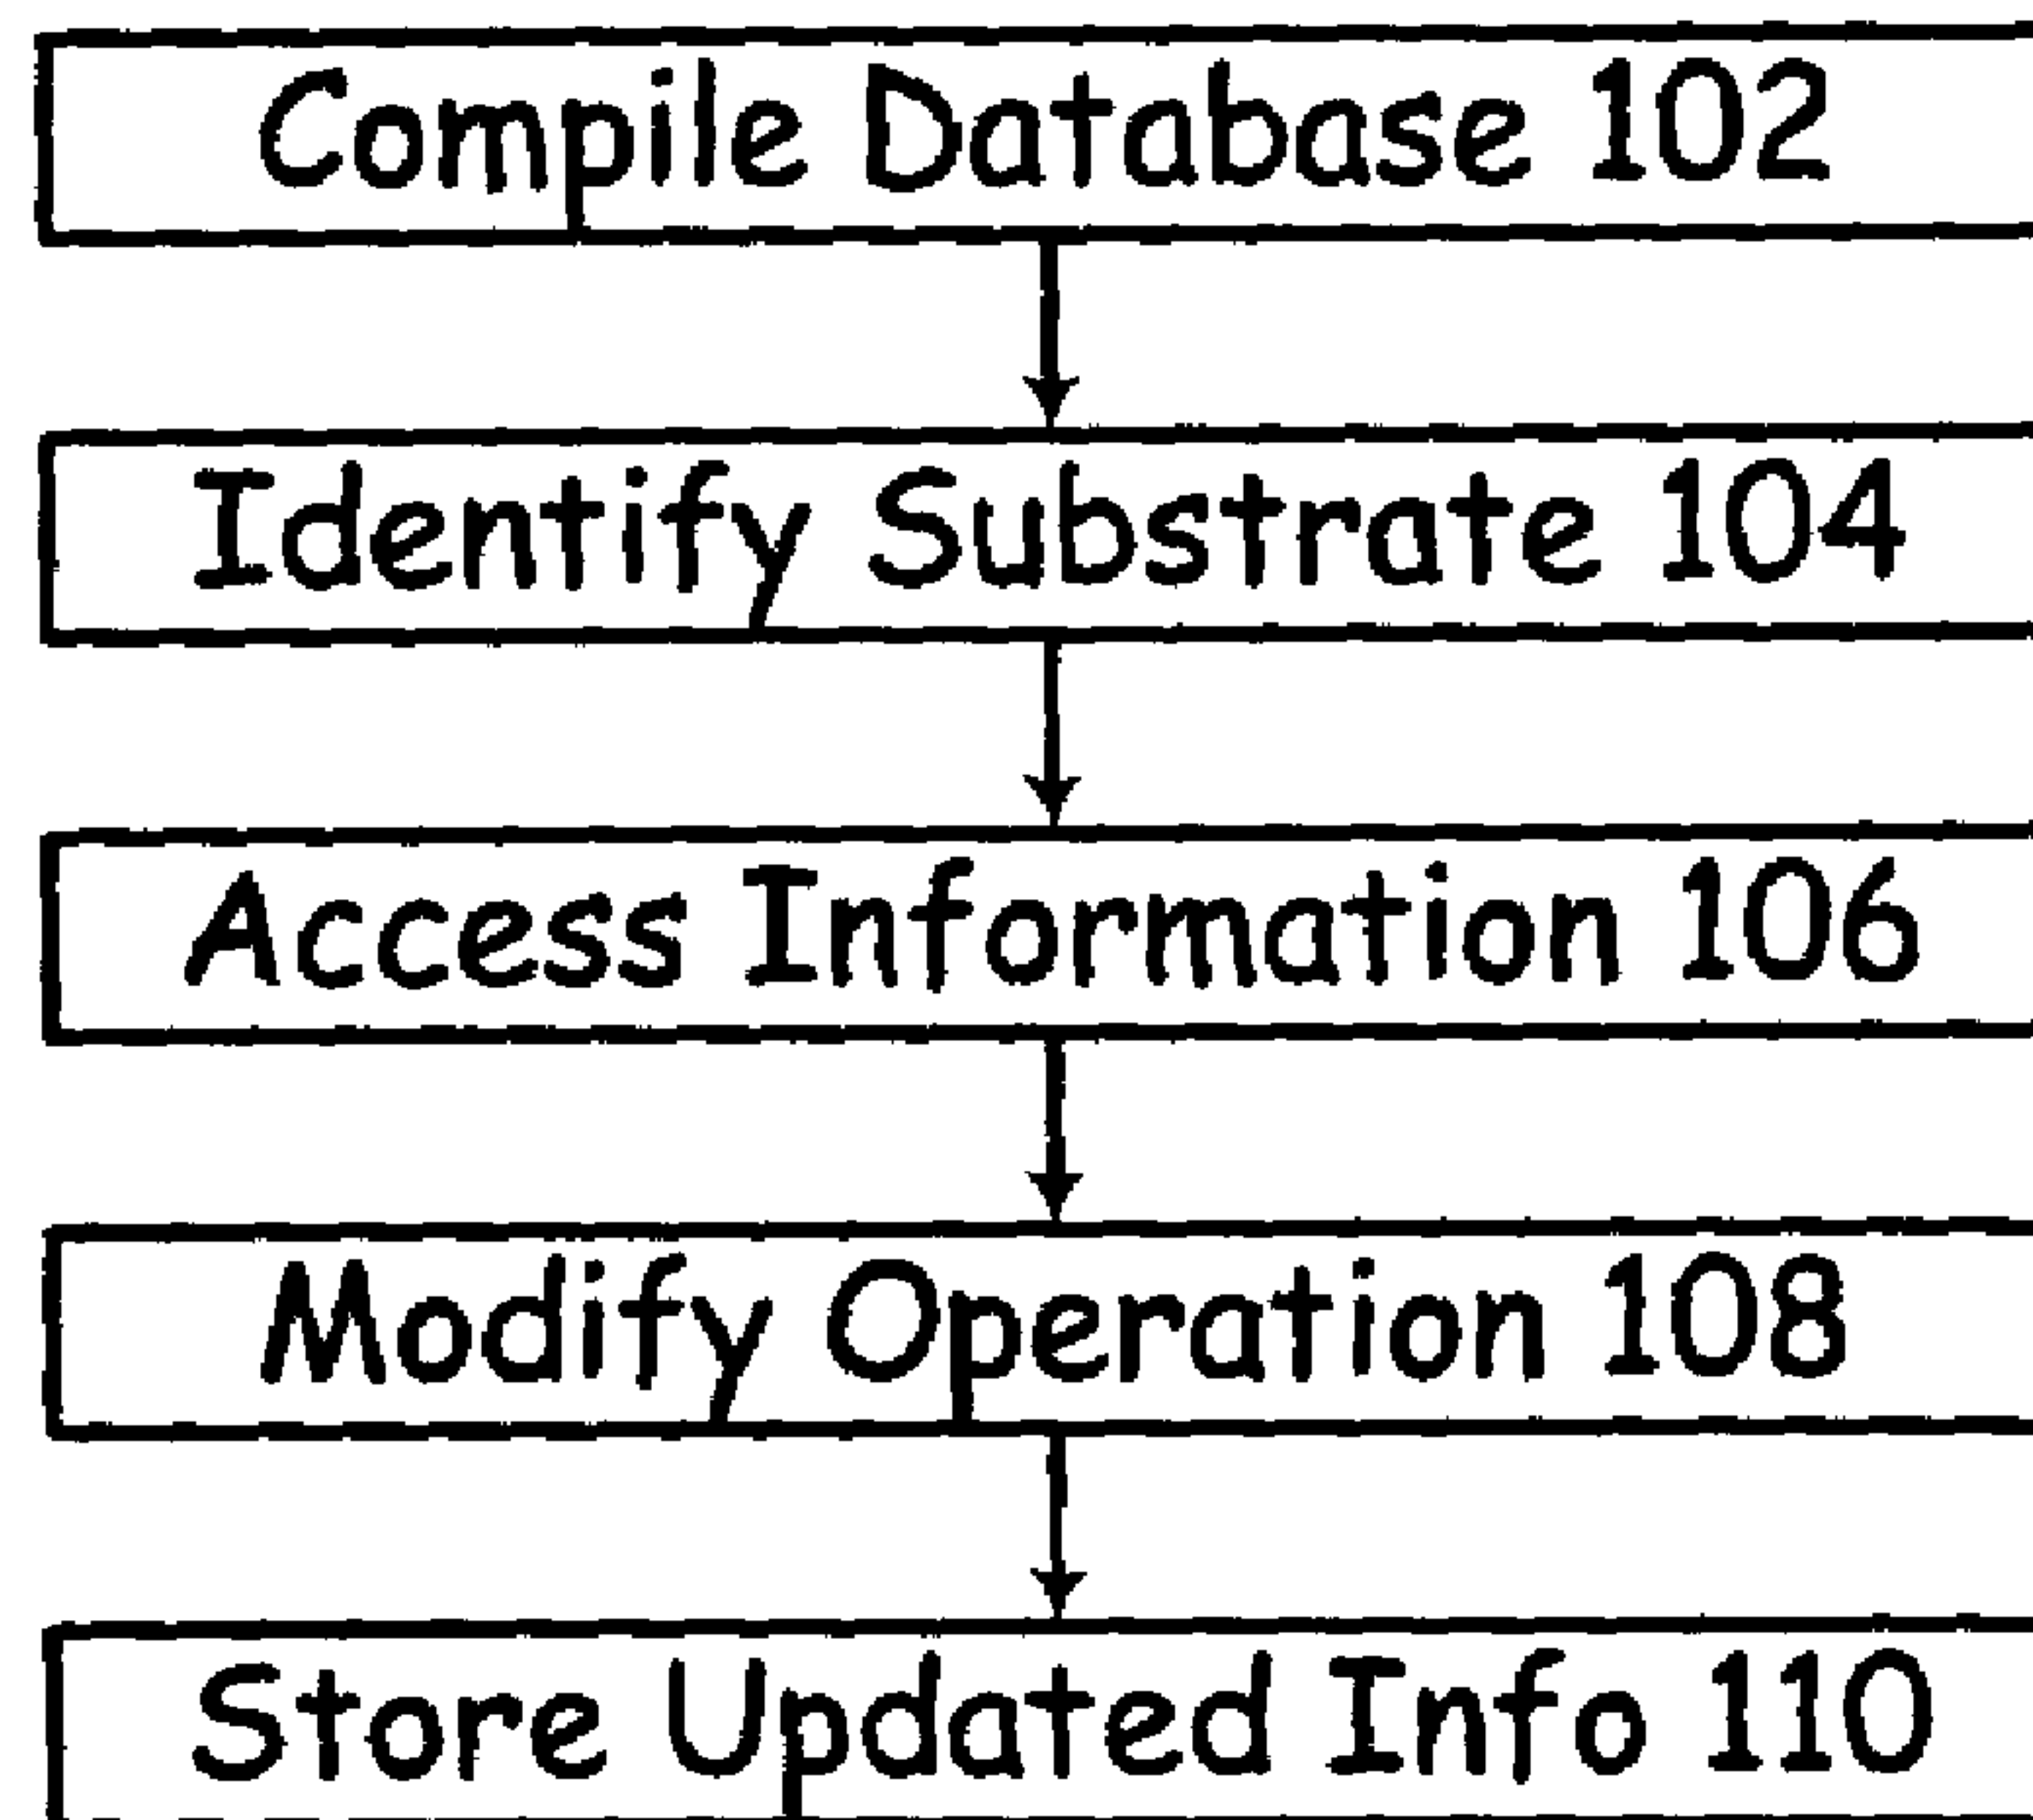 Compile Database 102
Identify Substrate 104
Access Information 106
Modify Operation 108
Store Updated Info 110